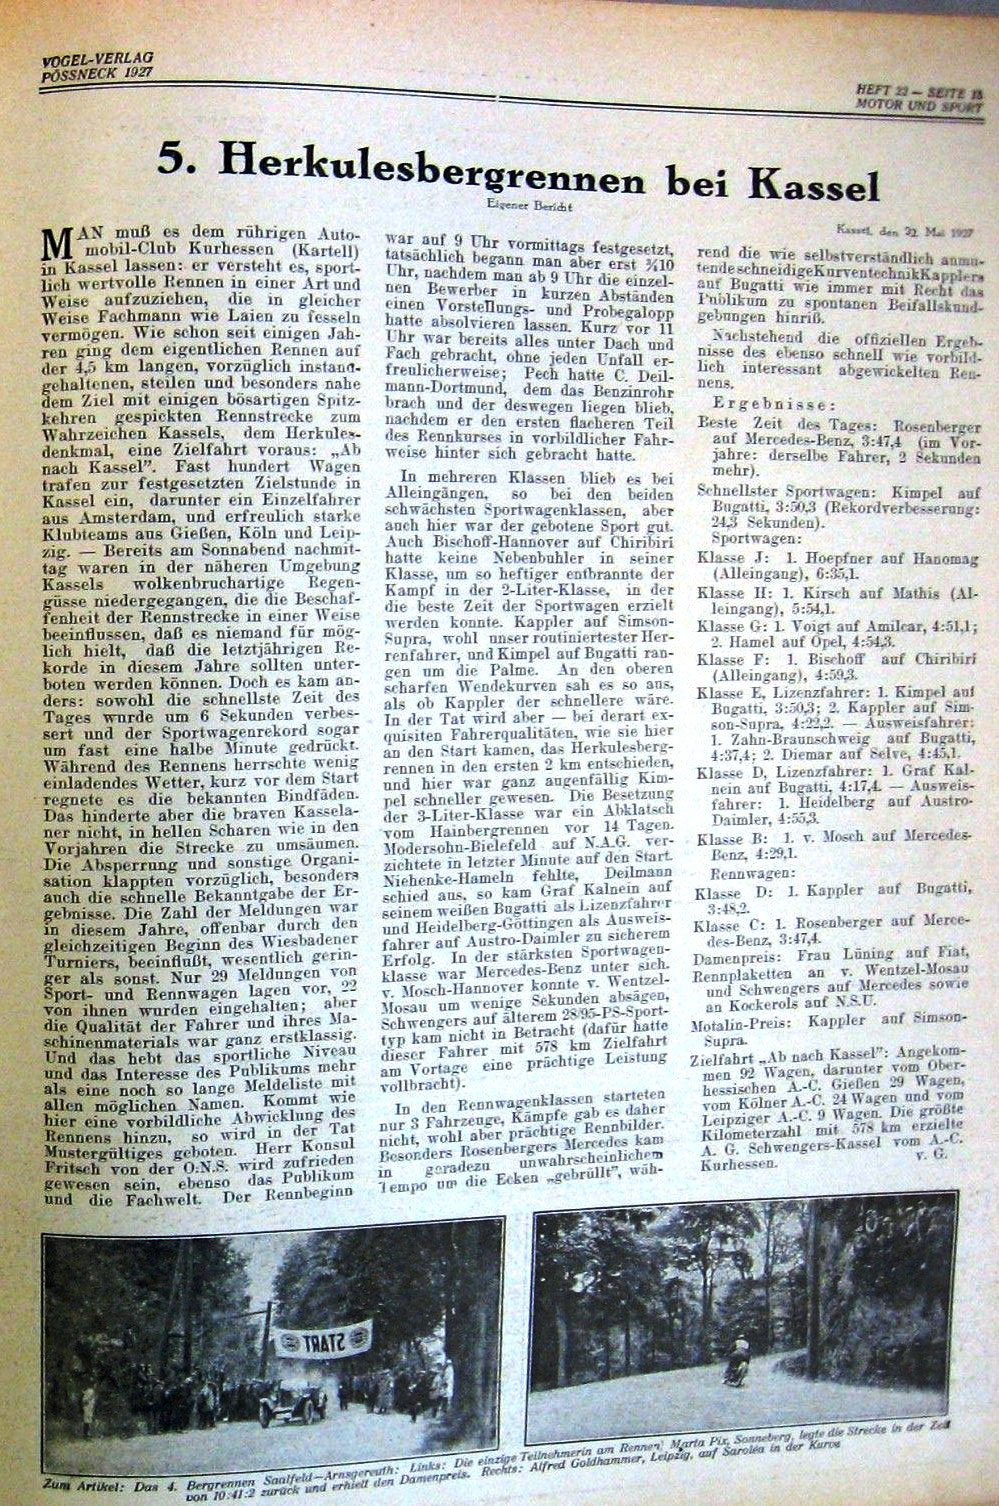 VOGEL-VERLAG
PÖSSNECK 1927
HEFT 22 — SEITE 13
MOTOR UND SPORT
5. Herkulesbergrennen bei Kassel
Eigener Bericht
Kassel, den 22. Mai 1927
MAN muß es dem rührigen Auto-
mobil-Club Kurhessen (Kartell)
in Kassel lassen: er versteht es, sport-
lich wertvolle Rennen in einer Art und
Weise aufzuziehen, die in gleicher
Weise Fachmann wie Laien zu fesseln
vermögen. Wie schon seit einigen Jah-
ren ging dem eigentlichen Rennen auf
der 4,5 km langen, vorzüglich instand-
gehaltenen, steilen und besonders nahe
dem Ziel mit einigen bösartigen Spitz-
kehren gespickten Rennstrecke zum
Wahrzeichen Kassels, dem Herkules-
denkmal, eine Zielfahrt voraus: „Ab
nach Kassel”. Fast hundert Wagen
trafen zur festgesetzten Zielstunde in
Kassel ein, darunter ein Einzelfahrer
aus Amsterdam, und erfreulich starke
Klubteams aus Gießen, Köln und Leip-
zig. — Bereits am Sonnabend nachmit-
tag waren in der näheren Umgebung
Kassels wolkenbruchartige Regen-
güsse niedergegangen, die die Beschaf-
fenheit der Rennstrecke in einer Weise
beeinflussen, daß es niemand für mög-
lich hielt, daß die letztjährigen Re-
korde in diesem Jahre sollten unter-
boten werden können. Doch es kam an-
ders: sowohl die schnellste Zeit des
Tages wurde um 6 Sekunden verbes-
sert und der Sportwagenrekord sogar
um fast eine halbe Minute gedrückt.
Während des Rennens herrschte wenig
einladendes Wetter, kurz vor dem Start
regnete es die bekannten Bindfäden.
Das hinderte aber die braven Kassela-
ner nicht, in hellen Scharen wie in den
Vorjahren die Strecke zu umsäumen.
Die Absperrung und sonstige Organi-
sation klappten vorzüglich, besonders
auch die schnelle Bekanntgabe der Er-
gebnisse. Die Zahl der Meldungen war
in diesem Jahre, offenbar durch den
gleichzeitigen Beginn des Wiesbadener
Turniers, beeinflußt, wesentlich gerin-
ger als sonst. Nur 29 Meldungen von
Sport- und Rennwagen lagen vor, 22
von ihnen wurden eingehalten; aber
die Qualität der Fahrer und ihres Ma-
schinenmaterials war ganz erstklassig.
Und das hebt das sportliche Niveau
und das Interesse des Publikums mehr
als eine noch so lange Meldeliste mit
allen möglichen Namen. Kommt wie
hier eine vorbildliche Abwicklung des
Rennens hinzu, so wird in der Tat
Mustergültiges geboten. Herr Konsul
Fritsch von der O.N.S. wird zufrieden
gewesen sein, ebenso das Publikum
und die Fachwelt. Der Rennbeginn
war auf 9 Uhr vormittags festgesetzt,
tatsächlich begann man aber erst ¾10
Uhr, nachdem man ab 9 Uhr die einzel-
nen Bewerber in kurzen Abständen
einen Vorstellungs- und Probegalopp
hatte absolvieren lassen. Kurz vor 11
Uhr war bereits alles unter Dach und
Fach gebracht, ohne jeden Unfall er-
freulicherweise; Pech hatte C. Deil-
mann-Dortmund, dem das Benzinrohr
brach und der deswegen liegen blieb,
nachdem er den ersten flacheren Teil
des Rennkurses in vorbildlicher Fahr-
weise hinter sich gebracht hatte.
In mehreren Klassen blieb es bei
Alleingängen, so bei den beiden
schwächsten Sportwagenklassen, aber
auch hier war der gebotene Sport gut.
Auch Bischoff-Hannover auf Chiribiri
hatte keine Nebenbuhler in seiner
Klasse, um so heftiger entbrannte der
Kampf in der 2-Liter-Klasse, in der
die beste Zeit der Sportwagen erzielt
werden konnte. Kappler auf Simson-
Supra, wohl unser routiniertester Her-
renfahrer, und Kimpel auf Bugatti ran-
gen um die Palme. An den oberen
scharfen Wendekurven sah es so aus,
als ob Kappler der schnellere wäre.
In der Tat wird aber — bei derart ex-
quisiten Fahrerqualitäten, wie sie hier
an den Start kamen, das Herkulesberg-
rennen in den ersten 2 km entschieden,
und hier war ganz augenfällig Kim-
pel schneller gewesen. Die Besetzung
der 3-Liter-Klasse war ein Abklatsch
vom Hainbergrennen vor 14 Tagen.
Modersohn-Bielefeld auf N.A.G. ver-
zichtete in letzter Minute auf den Start.
Niehenke-Hameln fehlte, Deilmann
schied aus, so kam Graf Kalnein auf
seinem weißen Bugatti als Lizenzfahrer
und Heidelberg-Göttingen als Ausweis-
fahrer auf Austro-Daimler zu sicherem
Erfolg. In der stärksten Sportwagen-
klasse war Mercedes-Benz unter sich.
v. Mosch-Hannover konnte v. Wentzel-
Mosau um wenige Sekunden absägen,
Schwengers auf älterem 28/95-PS-Sport-
typ kam nicht in Betracht (dafür hatte
dieser Fahrer mit 578 km Zielfahrt
am Vortage eine prächtige Leistung
vollbracht).
In den Rennwagenklassen starteten
nur 3 Fahrzeuge, Kämpfe gab es daher
nicht, wohl aber prächtige Rennbilder.
Besonders Rosenbergers Mercedes kam
in geradezu unwahrscheinlichem
Tempo um die Ecken „gebrüllt”, wäh-
rend die wie selbstverständlich anmu-
tende schneidige Kurventechnik Kapplers
auf Bugatti wie immer mit Recht das
Publikum zu spontanen Beifallskund-
gebungen hinriß.
Nachstehend die offiziellen Ergeb-
nisse des ebenso schnell wie vorbild-
lich interessant abgewickelten Ren-
nens.
Ergebnisse:
Beste Zeit des Tages: Rosenberger
auf Mercedes-Benz, 3:47,4 (im Vor-
jahre: derselbe Fahrer, 2 Sekunden
mehr).
Schnellster Sportwagen: Kimpel auf
Bugatti, 3:50,3 (Rekordverbesserung:
24,3 Sekunden).
Sportwagen:
Klasse J: 1. Hoepfner auf Hanomag
(Alleingang), 6:35,1.
Klasse H: 1. Kirsch auf Mathis (Al-
leingang), 5:54,1.
Klasse G: 1. Voigt auf Amilcar, 4:51,1;
2. Hamel auf Opel, 4:54,3.
Klasse F: 1. Bischoff auf Chiribiri
(Alleingang), 4:59,3.
Klasse E, Lizenzfahrer: 1. Kimpel auf
Bugatti, 3:50,3; 2. Kappler auf Sim-
son-Supra, 4:22,2. — Ausweisfahrer:
1. Zahn-Braunschweig auf Bugatti,
4:37,4; 2. Diemar auf Selve, 4:45,1.
Klasse D, Lizenzfahrer: 1. Graf Kal-
nein auf Bugatti, 4:17,4. — Ausweis-
fahrer: 1. Heidelberg auf Austro-
Daimler, 4:55,3.
Klasse B: 1. v. Mosch auf Mercedes-
Benz, 4:29,1.
Rennwagen:
Klasse D: 1. Kappler auf Bugatti,
3:48,2.
Klasse C: 1. Rosenberger auf Merce-
des-Benz, 3:47,4.
Damenpreis: Frau Lüning auf Fiat,
Rennplaketten an v. Wentzel-Mosau
und Schwengers auf Mercedes sowie
an Kockerols auf N.S.U.
Motalin-Preis: Kappler auf Simson-
Supra.
Zielfahrt „Ab nach Kassel”: Angekom-
men 92 Wagen, darunter vom Ober-
hessischen A.-C. Gießen 29 Wagen,
vom Kölner A.-C. 24 Wagen und vom
Leipziger A.-C. 9 Wagen. Die größte
Kilometerzahl mit 578 km erzielte
A. G. Schwengers-Kassel vom A.-C.
Kurhessen. v. G.
START
Zum Artikel: Das 4. Bergrennen Saalfeld—Arnsgereuth: Links: Die einzige Teilnehmerin am Rennen, Marta Pix, Sonneberg, legte die Strecke in der Zeit
von 10:41:2 zurück und erhielt den Damenpreis. Rechts: Alfred Goldhammer, Leipzig, auf Saroléa in der Kurve